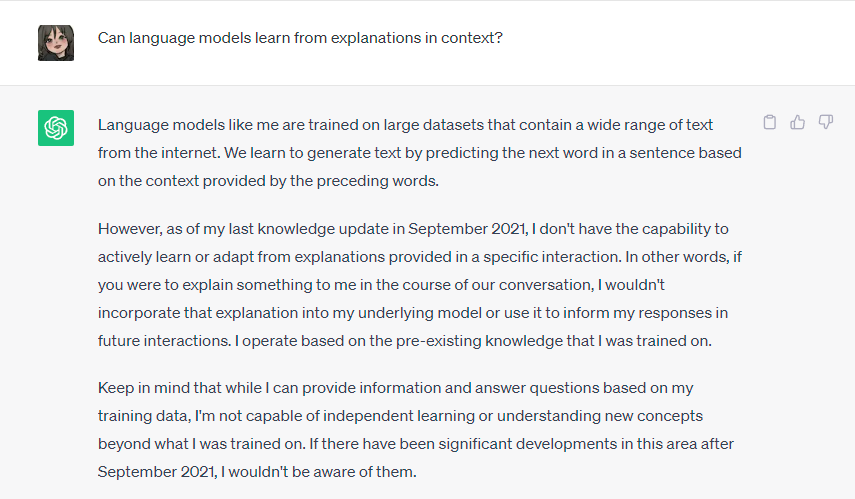 Can language models learn from explanations in context?
Language models like me are trained on large datasets that contain a wide range of text
from the internet. We learn to generate text by predicting the next word in a sentence based
on the context provided by the preceding words.
However, as of my last knowledge update in September 2021, I don't have the capability to
actively learn or adapt from explanations provided in a specific interaction. In other words, if
you were to explain something to me in the course of our conversation, I wouldn't
incorporate that explanation into my underlying model or use it to inform my responses in
future interactions. I operate based on the pre-existing knowledge that I was trained on.
Keep in mind that while I can provide information and answer questions based on my
training data, I'm not capable of independent learning or understanding new concepts
beyond what I was trained on. If there have been significant developments in this area after
September 2021, I wouldn't be aware of them.